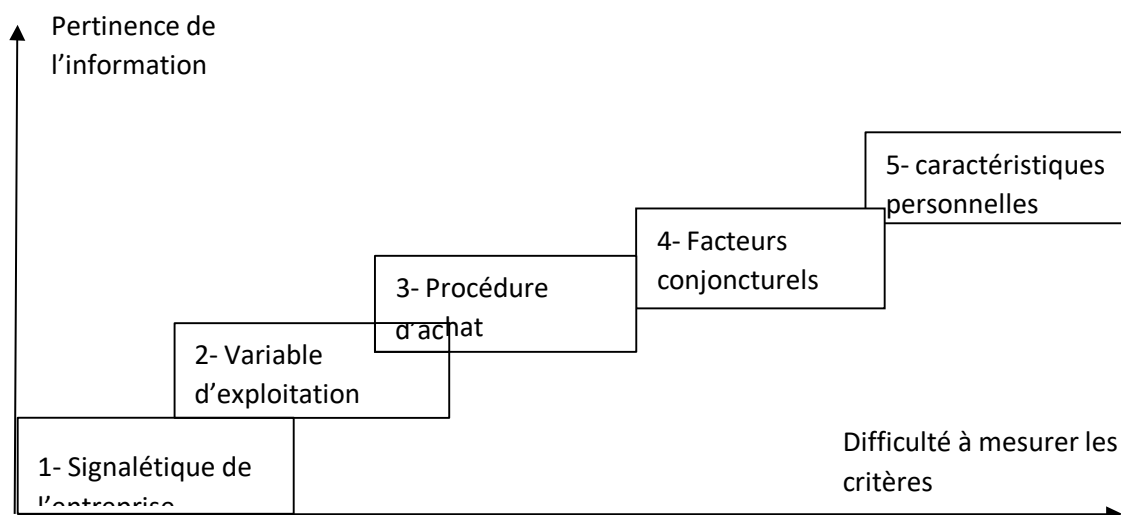 Pertinence de
l’information
5- caractéristiques
personnelles
4- Facteurs
conjoncturels
3- Procédure
d’achat
2- Variable
d’exploitation
Difficulté à mesurer les
critères
1- Signalétique de
l’entreprise